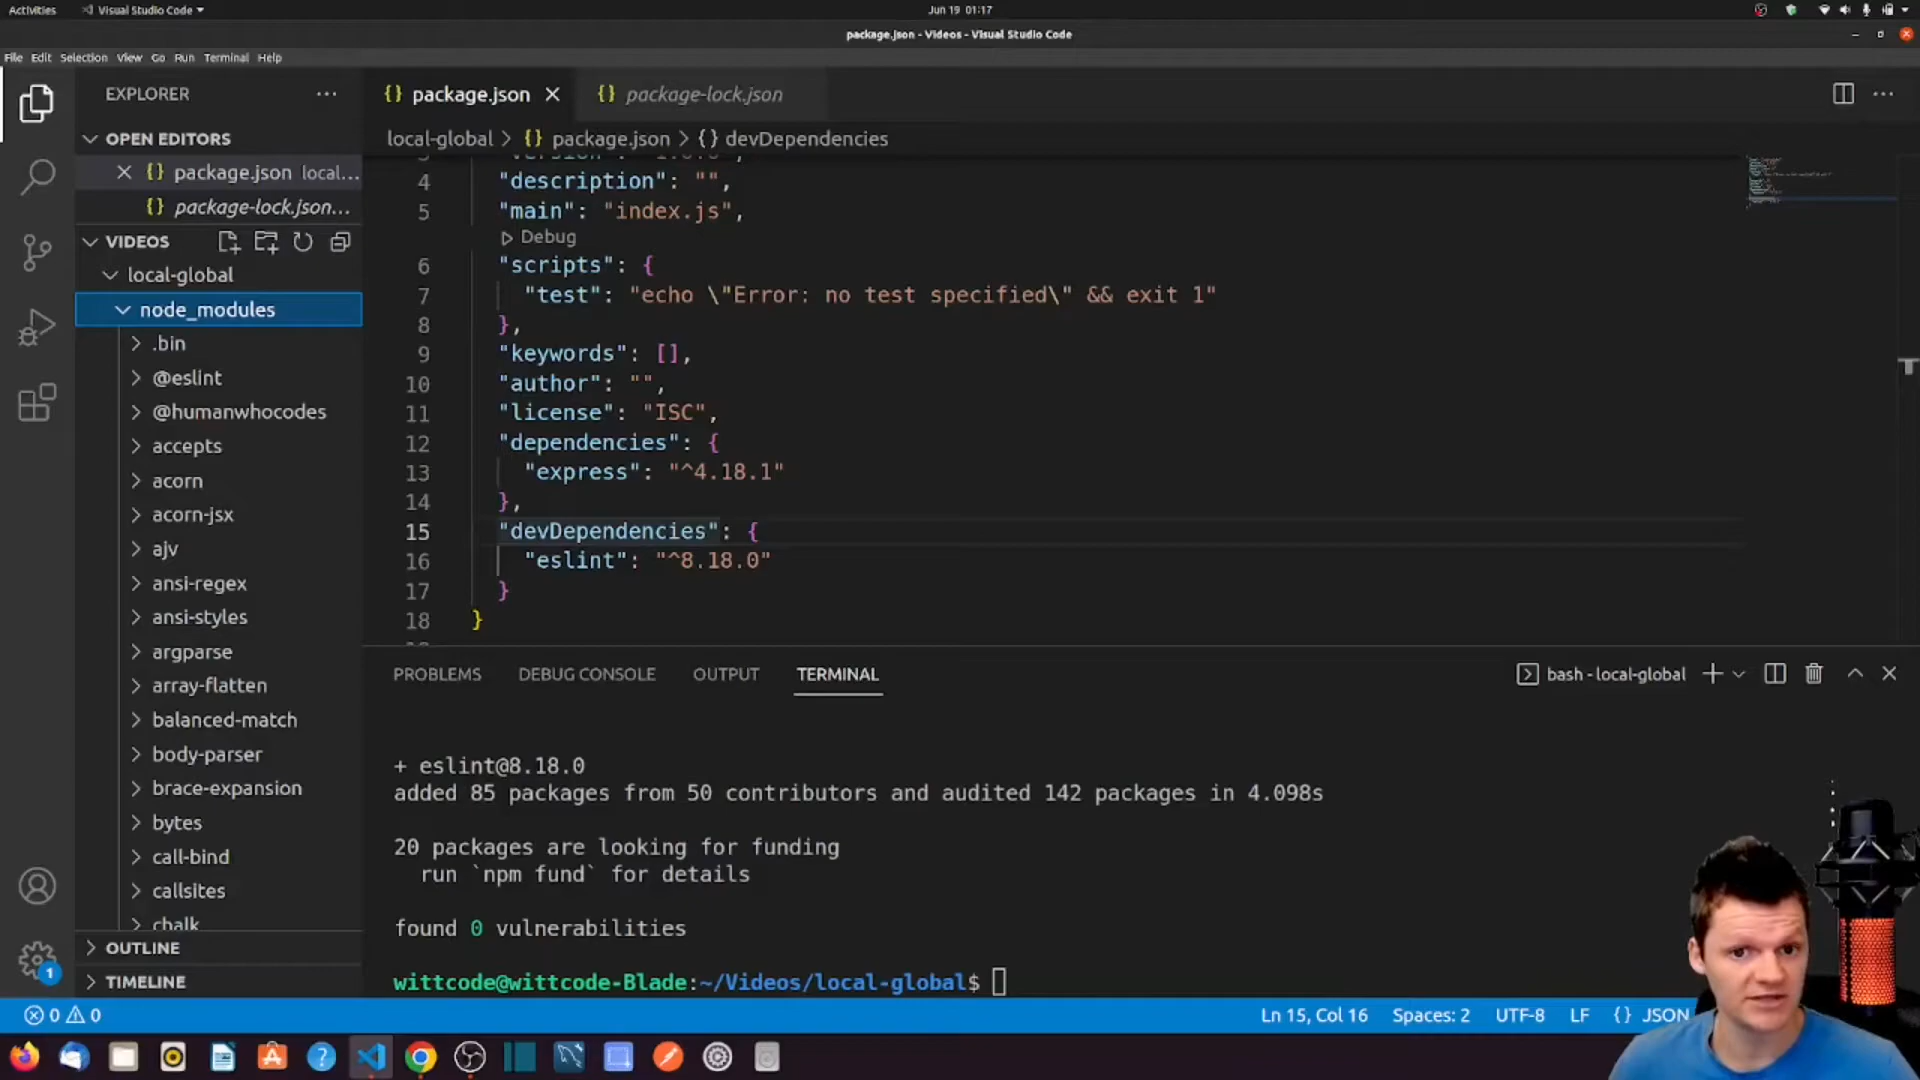 Activities
Visual Studio Code
Jun 19 01:17
package.json - Videos - Visual Studio Code
File Edit Selection View Go Run Terminal Help
EXPLORER
OPEN EDITORS
package.json local...
package-lock.json...
VIDEOS
local-global
node_modules
.bin
@eslint
@humanwhocodes
accepts
acorn
acorn-jsx
ajv
ansi-regex
ansi-styles
argparse
array-flatten
balanced-match
body-parser
brace-expansion
bytes
call-bind
callsites
chalk
OUTLINE
TIMELINE
1
package.json
package-lock.json
local-global > {} package.json > {} devDependencies
4 "description": "",
5 "main": "index.js",
Debug
6 "scripts": {
7 "test": "echo \"Error: no test specified\" && exit 1"
8 },
9 "keywords": [],
10 "author": "",
11 "license": "ISC",
12 "dependencies": {
13 "express": "^4.18.1"
14 },
15 "devDependencies": {
16 "eslint": "^8.18.0"
17 }
18 }
PROBLEMS DEBUG CONSOLE OUTPUT TERMINAL
bash - local-global
+ eslint@8.18.0
added 85 packages from 50 contributors and audited 142 packages in 4.098s
20 packages are looking for funding
run `npm fund` for details
found 0 vulnerabilities
wittcode@wittcode-Blade:~/Videos/local-global$
0 0
Ln 15, Col 16 Spaces: 2 UTF-8 LF {} JSON